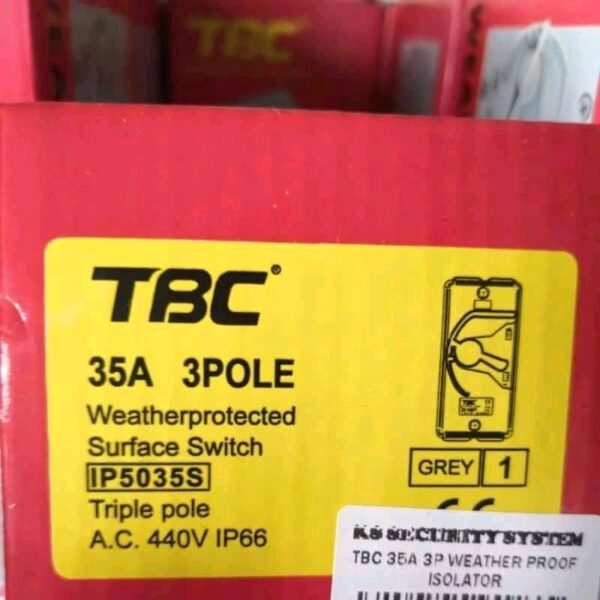 TBC
TBC®
35A 3POLE
Weatherprotected
Surface Switch
IP5035S
Triple pole
A.C. 440V IP66
TBC
GREY 1
CE
KS SECURITY SYSTEM
TBC 35A 3P WEATHER PROOF
ISOLATOR